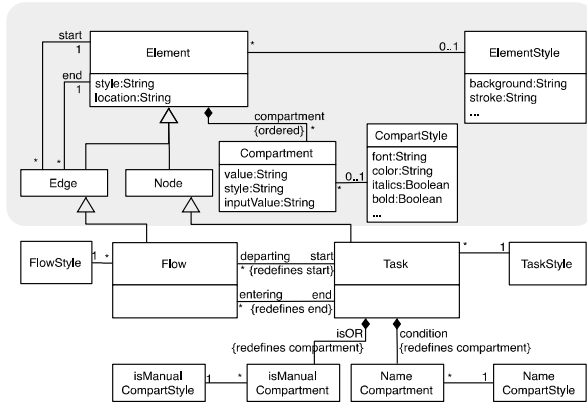 start
1
Element
*
0..1
ElementStyle
end
1
style:String
location:String
background:String
stroke:String
...
compartment
{ordered}
*
Compartment
CompartStyle
value:String
style:String
inputValue:String
0..1
*
font:String
color:String
italics:Boolean
bold:Boolean
...
*
*
Edge
Node
FlowStyle
1
*
Flow
departing
start
*
{redefines start}
Task
*
1
TaskStyle
entering
end
*
{redefines end}
isOR
{redefines compartment}
condition
{redefines compartment}
isManual
CompartStyle
1
*
isManual
Compartment
Name
Compartment
*
1
Name
CompartStyle